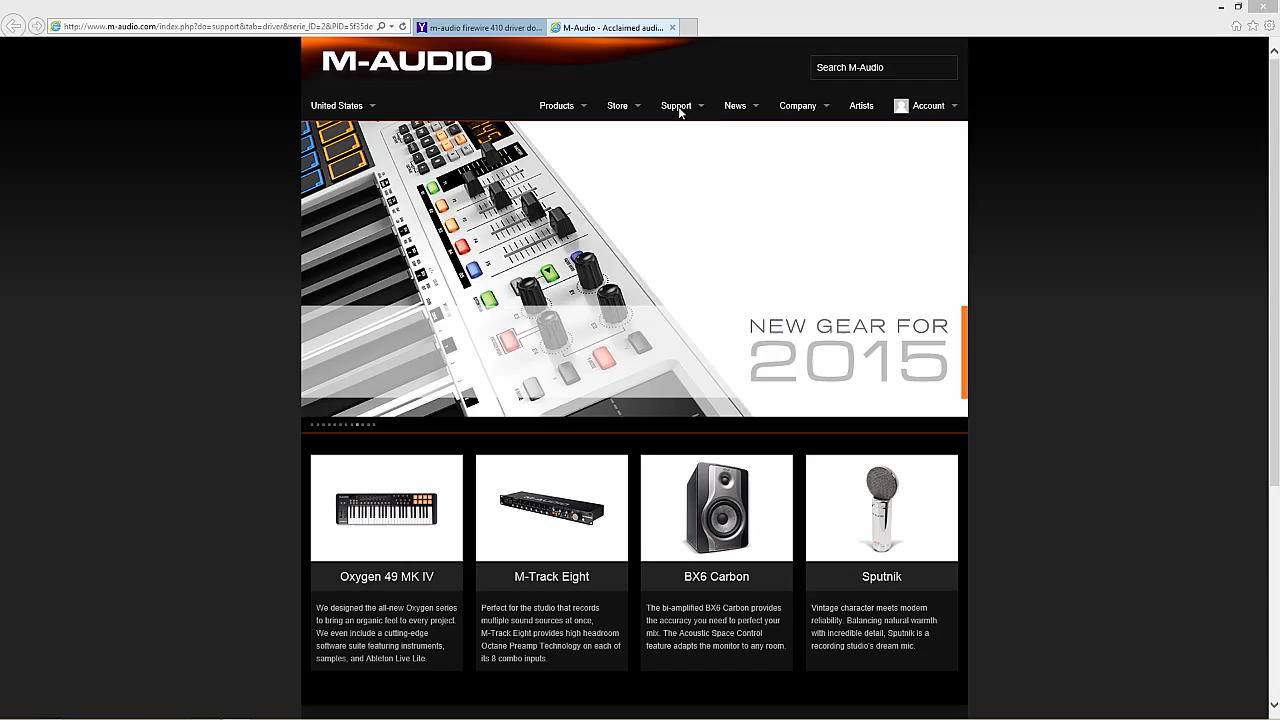 http://www.m-audio.com/index.php?do=support&tab=driver&serie_ID=2&PID=5f35de
m-audio firewire 410 driver do...
M-Audio - Acclaimed audi...
M-AUDIO
Search M-Audio
United States
Products
Store
Support
News
Company
Artists
Account
NEW GEAR FOR
2015
Oxygen 49 MK IV
We designed the all-new Oxygen series
to bring an organic feel to every project.
We even include a cutting-edge
software suite featuring instruments,
samples, and Ableton Live Lite.
M-Track Eight
Perfect for the studio that records
multiple sound sources at once,
M-Track Eight provides high headroom
Octane Preamp Technology on each of
its 8 combo inputs.
BX6 Carbon
The bi-amplified BX6 Carbon provides
the accuracy you need to perfect your
mix. The Acoustic Space Control
feature adapts the monitor to any room.
Sputnik
Vintage character meets modern
reliability. Balancing natural warmth
with incredible detail, Sputnik is a
recording studio's dream mic.